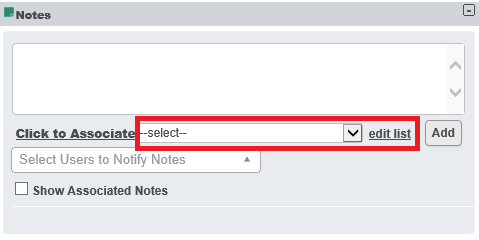 Notes
Click to Associate --select-- edit list Add
Select Users to Notify Notes
Show Associated Notes